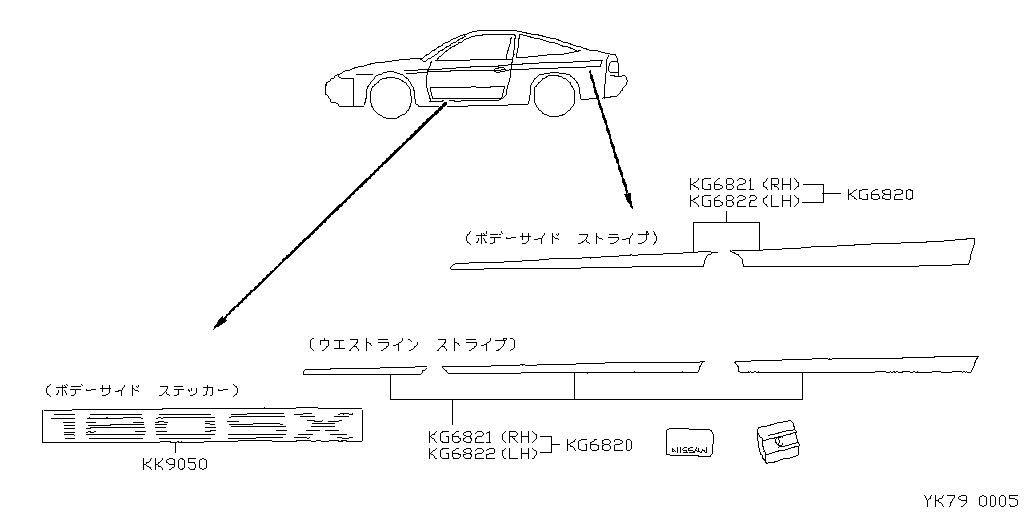 KG6821 (RH)
KG6822 (LH)
KG6820
(ボデーサイド ストライプ)
(ウエストライン ストライプ)
(ボデーサイド ステッカー)
180SX
KK9050
KG6821 (RH)
KG6822 (LH)
KG6820
NISSAN
YK79 0005